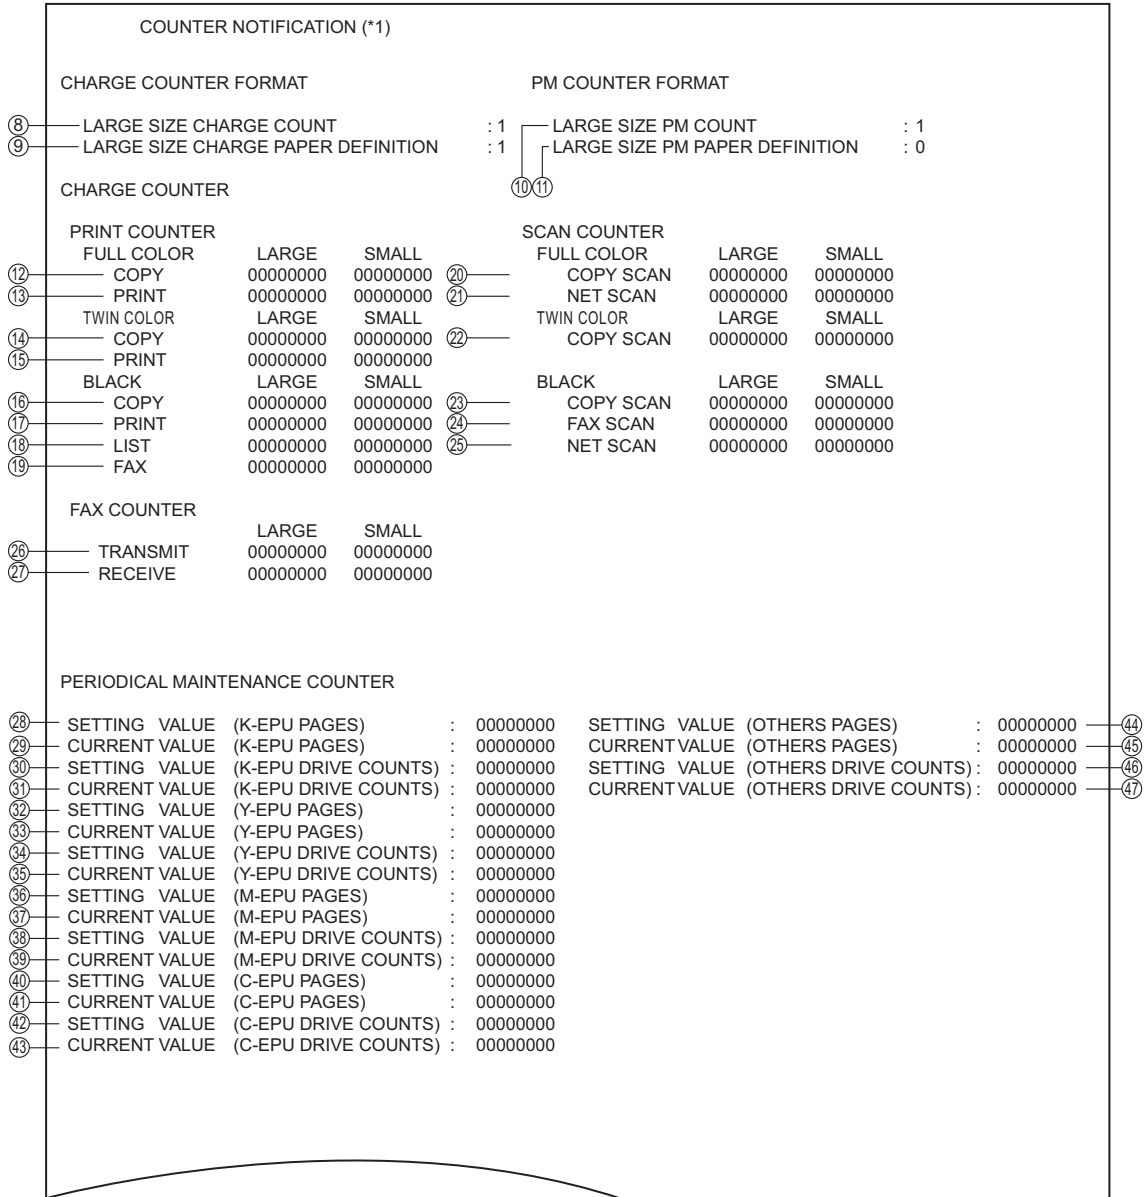 COUNTER NOTIFICATION (*1)
CHARGE COUNTER FORMAT PM COUNTER FORMAT
8 LARGE SIZE CHARGE COUNT : 1 LARGE SIZE PM COUNT : 1
9 LARGE SIZE CHARGE PAPER DEFINITION : 1 LARGE SIZE PM PAPER DEFINITION : 0
10 11
CHARGE COUNTER
PRINT COUNTER SCAN COUNTER
FULL COLOR LARGE SMALL FULL COLOR LARGE SMALL
12 COPY 00000000 00000000 20 COPY SCAN 00000000 00000000
13 PRINT 00000000 00000000 21 NET SCAN 00000000 00000000
TWIN COLOR LARGE SMALL TWIN COLOR LARGE SMALL
14 COPY 00000000 00000000 22 COPY SCAN 00000000 00000000
15 PRINT 00000000 00000000
BLACK LARGE SMALL BLACK LARGE SMALL
16 COPY 00000000 00000000 23 COPY SCAN 00000000 00000000
17 PRINT 00000000 00000000 24 FAX SCAN 00000000 00000000
18 LIST 00000000 00000000 25 NET SCAN 00000000 00000000
19 FAX 00000000 00000000
FAX COUNTER
LARGE SMALL
26 TRANSMIT 00000000 00000000
27 RECEIVE 00000000 00000000
PERIODICAL MAINTENANCE COUNTER
28 SETTING VALUE (K-EPU PAGES) : 00000000 SETTING VALUE (OTHERS PAGES) : 00000000 44
29 CURRENT VALUE (K-EPU PAGES) : 00000000 CURRENT VALUE (OTHERS PAGES) : 00000000 45
30 SETTING VALUE (K-EPU DRIVE COUNTS) : 00000000 SETTING VALUE (OTHERS DRIVE COUNTS) : 00000000 46
31 CURRENT VALUE (K-EPU DRIVE COUNTS) : 00000000 CURRENT VALUE (OTHERS DRIVE COUNTS) : 00000000 47
32 SETTING VALUE (Y-EPU PAGES) : 00000000
33 CURRENT VALUE (Y-EPU PAGES) : 00000000
34 SETTING VALUE (Y-EPU DRIVE COUNTS) : 00000000
35 CURRENT VALUE (Y-EPU DRIVE COUNTS) : 00000000
36 SETTING VALUE (M-EPU PAGES) : 00000000
37 CURRENT VALUE (M-EPU PAGES) : 00000000
38 SETTING VALUE (M-EPU DRIVE COUNTS) : 00000000
39 CURRENT VALUE (M-EPU DRIVE COUNTS) : 00000000
40 SETTING VALUE (C-EPU PAGES) : 00000000
41 CURRENT VALUE (C-EPU PAGES) : 00000000
42 SETTING VALUE (C-EPU DRIVE COUNTS) : 00000000
43 CURRENT VALUE (C-EPU DRIVE COUNTS) : 00000000